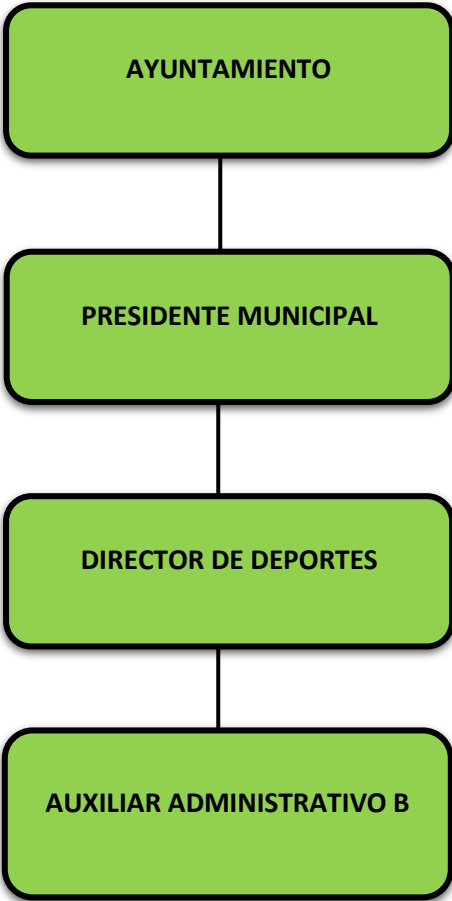 AYUNTAMIENTO
PRESIDENTE MUNICIPAL
DIRECTOR DE DEPORTES
AUXILIAR ADMINISTRATIVO B